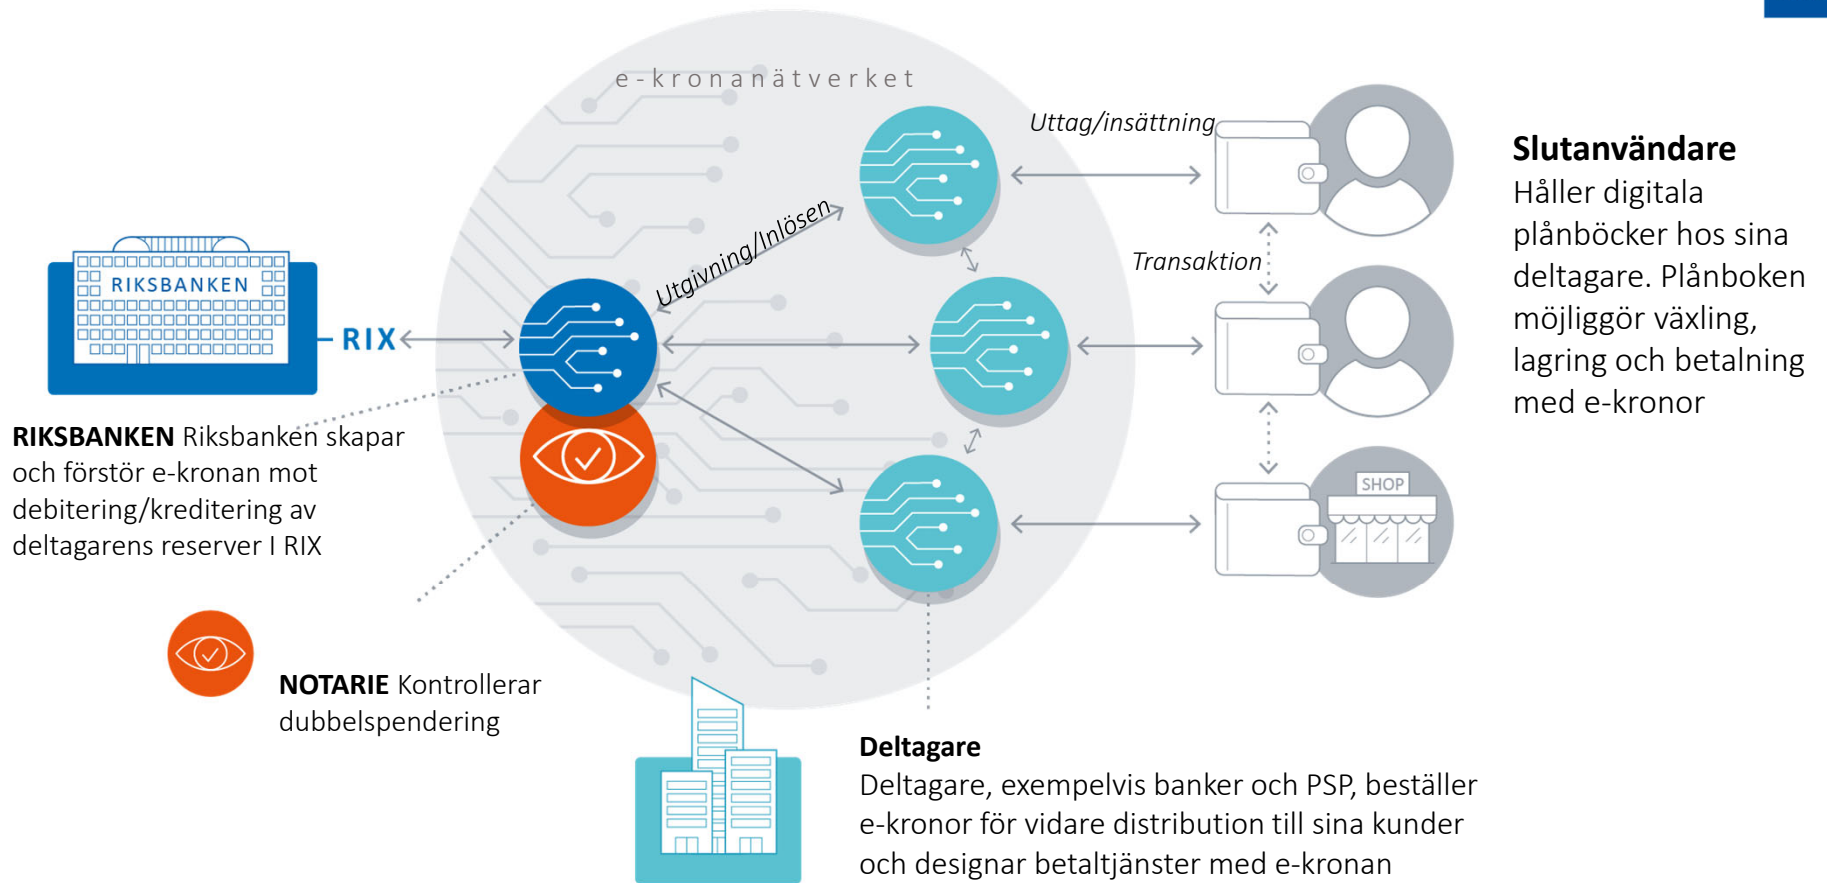 e-kronanätverket
Uttag/insättning
Slutanvändare
Håller digitala
plånböcker hos sina
deltagare. Plånboken
möjliggör växling,
lagring och betalning
med e-kronor
Utgivning/Inlösen
Transaktion
RIKSBANKEN
RIX
RIKSBANKEN Riksbanken skapar
och förstör e-kronan mot
debitering/kreditering av
deltagarens reserver I RIX
SHOP
NOTARIE Kontrollerar
dubbelspendering
Deltagare
Deltagare, exempelvis banker och PSP, beställer
e-kronor för vidare distribution till sina kunder
och designar betaltjänster med e-kronan